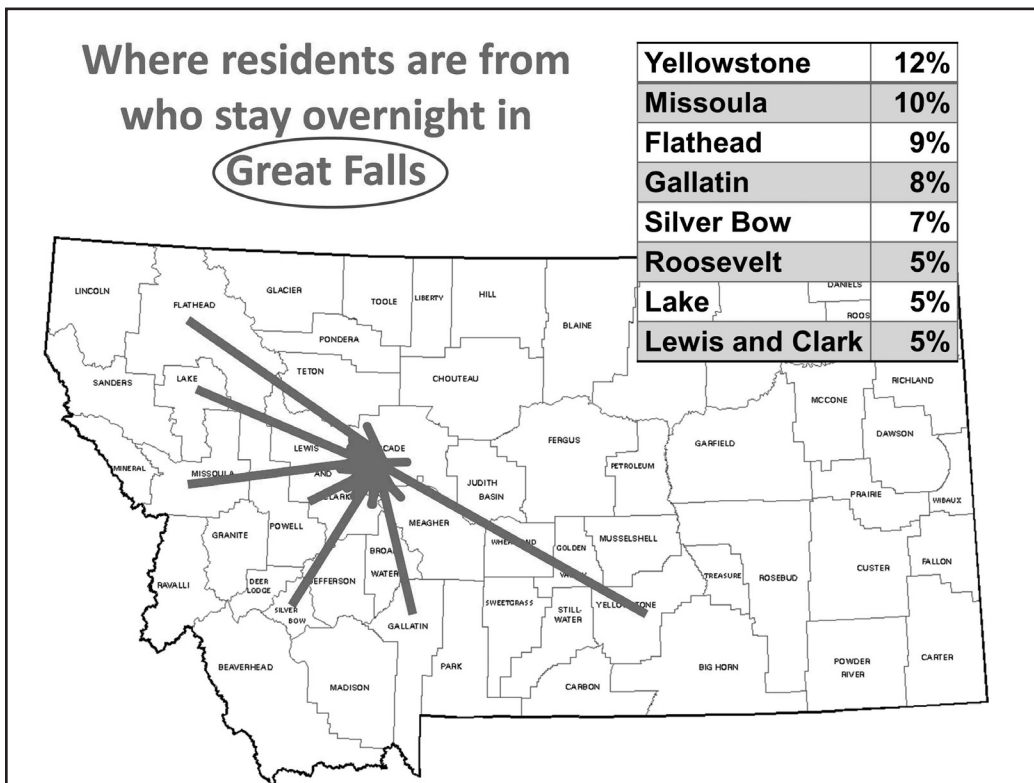 Where residents are from
who stay overnight in
Great Falls
Yellowstone 12%
Missoula 10%
Flathead 9%
Gallatin 8%
Silver Bow 7%
Roosevelt 5%
Lake 5%
Lewis and Clark 5%
LINCOLN
FLATHEAD
GLACIER
TOOLE
LIBERTY
HILL
BLAINE
DANIELS
ROOS
PONDERA
TETON
CHOUTEAU
SANDERS
LAKE
RICHLAND
MCCONE
DAWSON
LEWIS
AND
CLARK
CADE
FERGUS
GARFIELD
PETROLEUM
JUDITH
BASIN
MINERAL
MISSOULA
PRAIRIE
WIBAUX
POWELL
GRANITE
MEAGHER
BROAD
WATER
GOLDEN
VALLEY
MUSSELSHELL
TREASURE
ROSEBUD
CUSTER
FALLON
RAVALLI
DEER
LODGE
JEFFERSON
SILVER
BOW
GALLATIN
SWEETGRASS
STILL-
WATER
YELLOWSTONE
BEAVERHEAD
MADISON
PARK
CARBON
BIG HORN
POWDER
RIVER
CARTER